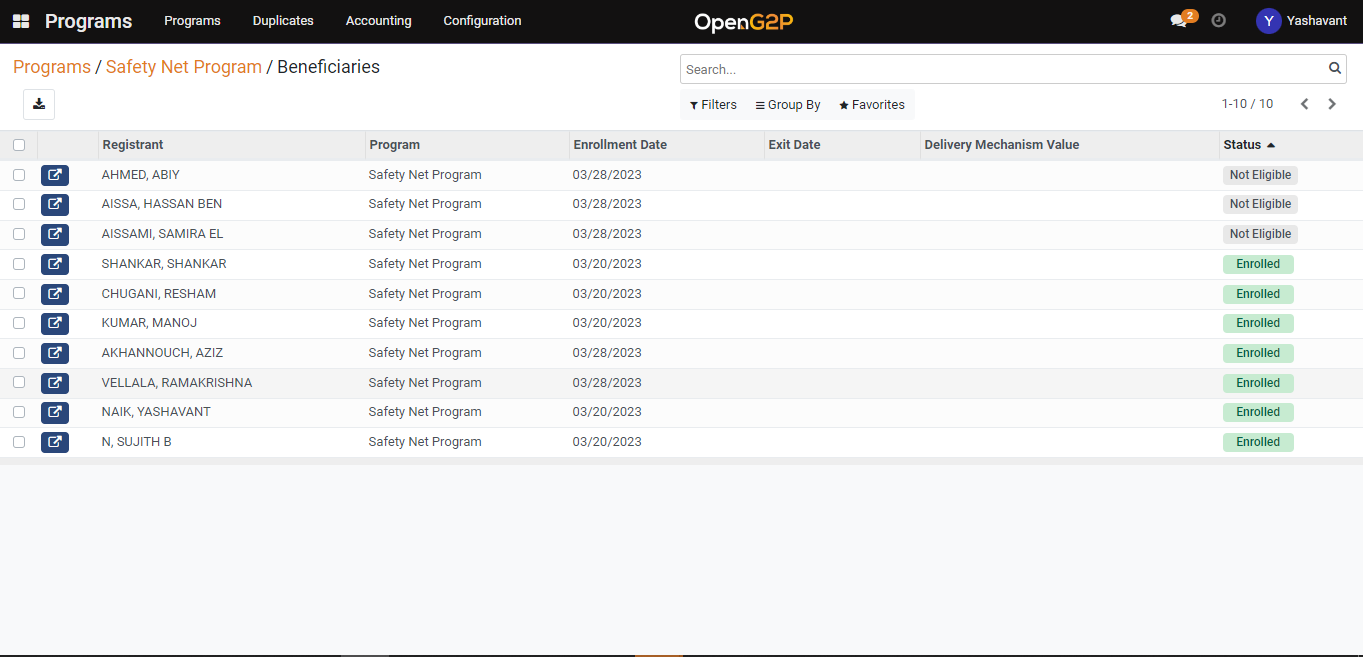 Programs Programs Duplicates Accounting Configuration OpenG2P 2 Y Yashavant
Programs / Safety Net Program / Beneficiaries Search...
Filters Group By Favorites 1-10 / 10
Registrant Program Enrollment Date Exit Date Delivery Mechanism Value Status
AHMED, ABIY Safety Net Program 03/28/2023 Not Eligible
AISSA, HASSAN BEN Safety Net Program 03/28/2023 Not Eligible
AISSAMI, SAMIRA EL Safety Net Program 03/28/2023 Not Eligible
SHANKAR, SHANKAR Safety Net Program 03/20/2023 Enrolled
CHUGANI, RESHAM Safety Net Program 03/20/2023 Enrolled
KUMAR, MANOJ Safety Net Program 03/20/2023 Enrolled
AKHANNOUCH, AZIZ Safety Net Program 03/28/2023 Enrolled
VELLALA, RAMAKRISHNA Safety Net Program 03/28/2023 Enrolled
NAIK, YASHAVANT Safety Net Program 03/20/2023 Enrolled
N, SUJITH B Safety Net Program 03/20/2023 Enrolled